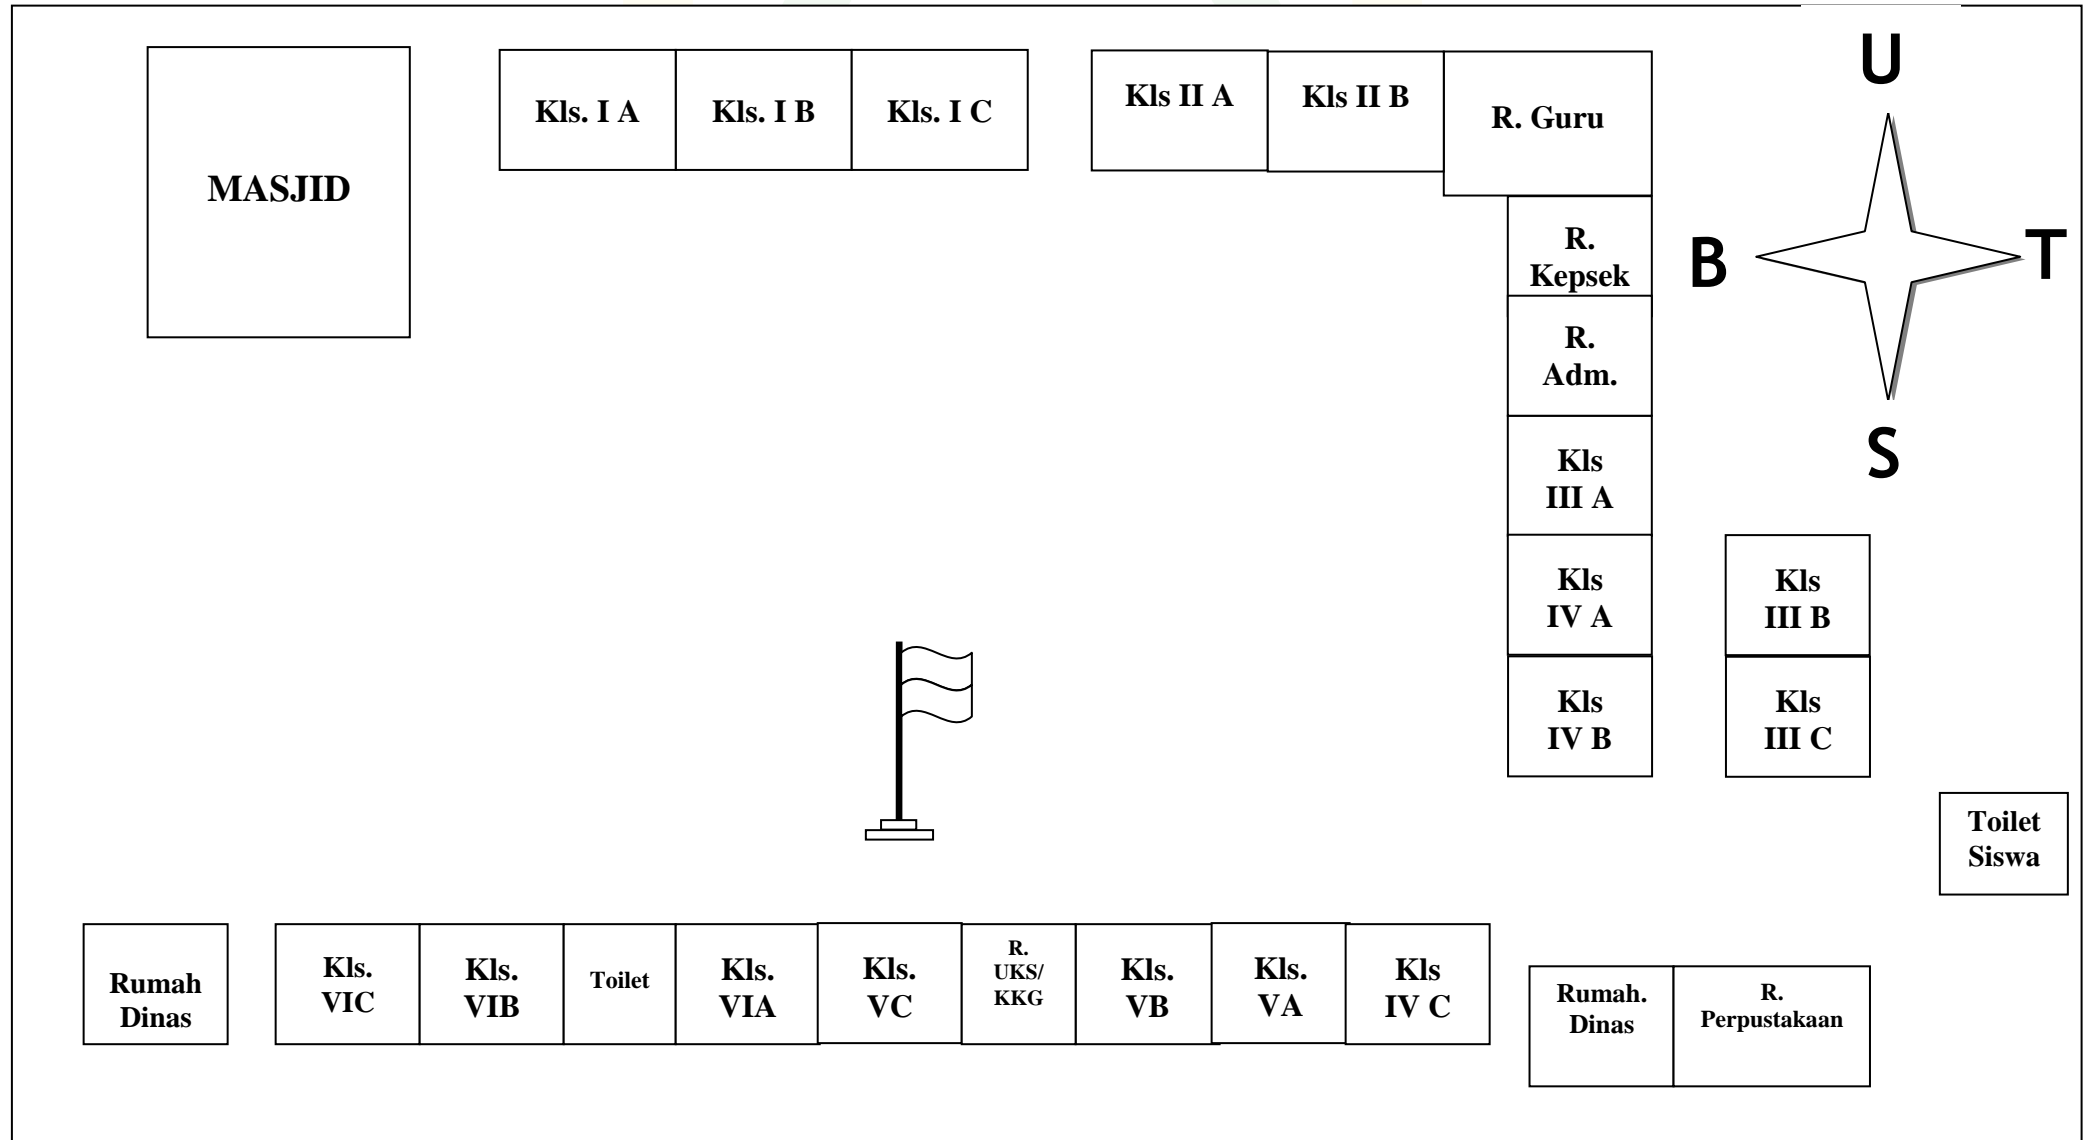 MASJID
Kls. I A
Kls. I B
Kls. I C
Kls II A
Kls II B
R. Guru
U
B
T
S
R.
Kepsek
R.
Adm.
Kls
III A
Kls
IV A
Kls
IV B
Kls
III B
Kls
III C
Toilet
Siswa
Rumah
Dinas
Kls.
VIC
Kls.
VIB
Toilet
Kls.
VIA
Kls.
VC
R.
UKS/
KKG
Kls.
VB
Kls.
VA
Kls
IV C
Rumah.
Dinas
R.
Perpustakaan